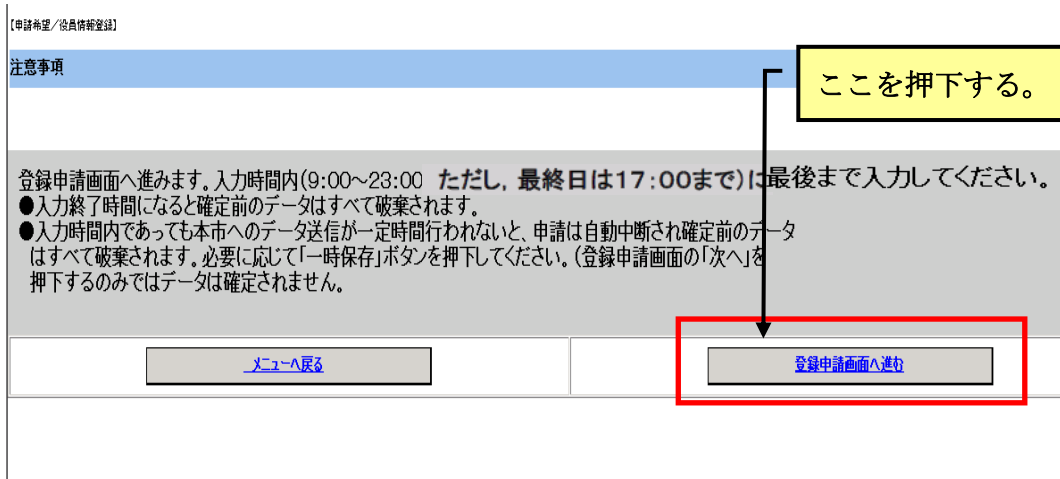 【申請希望／役員情報登録】
注意事項
ここを押下する。
登録申請画面へ進みます。入力時間内(9:00～23:00 ただし，最終日は17:00まで)に最後まで入力してください。
●入力終了時間になると確定前のデータはすべて破棄されます。
●入力時間内であっても本市へのデータ送信が一定時間行われないと、申請は自動中断され確定前のデータ
はすべて破棄されます。必要に応じて「一時保存」ボタンを押下してください。(登録申請画面の「次へ」を
押下するのみではデータは確定されません。
メニューへ戻る
登録申請画面へ進む